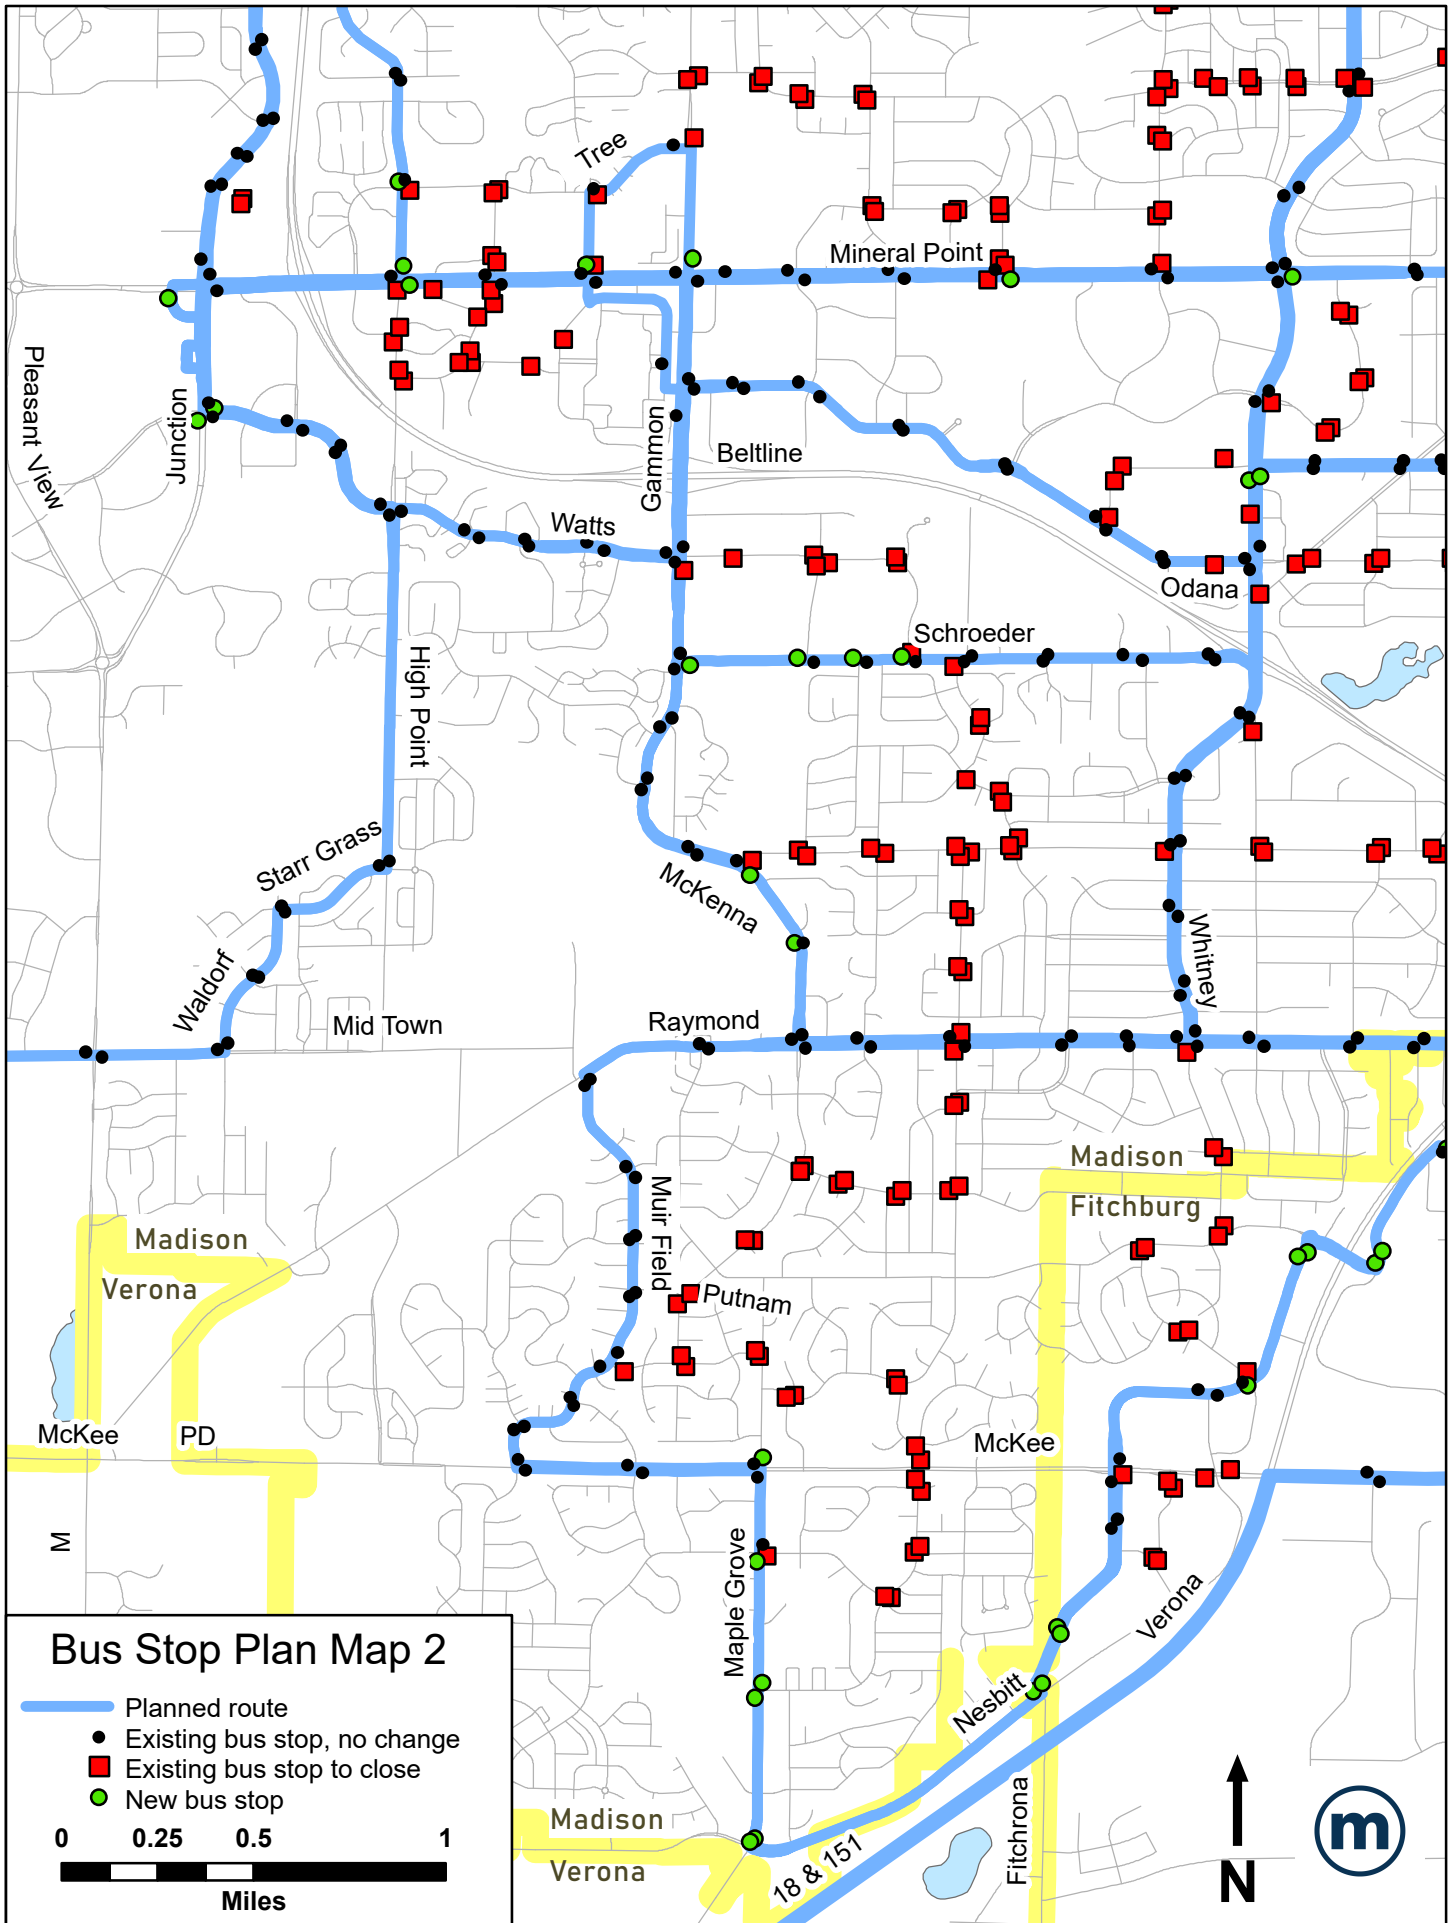 Tree
Mineral Point
Pleasant View
Junction
Gammon
Beltline
Watts
Odana
Schroeder
High Point
Starr Grass
McKenna
Whitney
Waldorf
Mid Town
Raymond
Madison
Fitchburg
Muir Field
Madison
Verona
Putnam
McKee
PD
McKee
M
Maple Grove
Verona
Nesbitt
Fitchrona
18 & 151
Madison
Verona
Bus Stop Plan Map 2
Planned route
Existing bus stop, no change
Existing bus stop to close
New bus stop
0 0.25 0.5 1
Miles
N
m